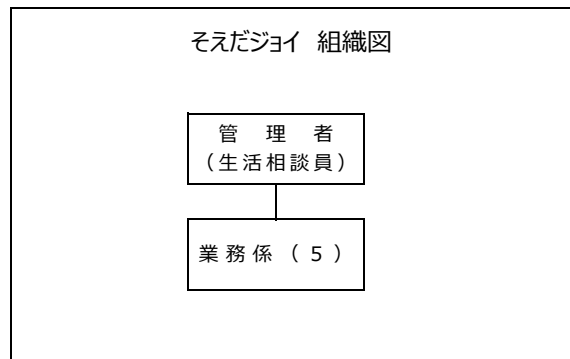 そえだジョイ 組織図
管 理 者
（生活相談員）
業務係（５）